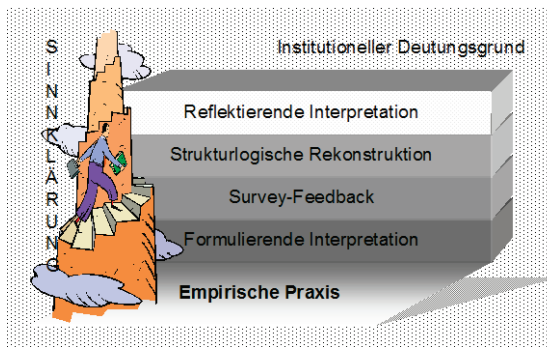 SINNKLÄRUNG
Institutioneller Deutungsgrund
Reflektierende Interpretation
Strukturlogische Rekonstruktion
Survey-Feedback
Formulierende Interpretation
Empirische Praxis